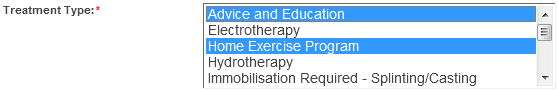 Treatment Type:*
Advice and Education
Electrotherapy
Home Exercise Program
Hydrotherapy
Immobilisation Required - Splinting/Casting